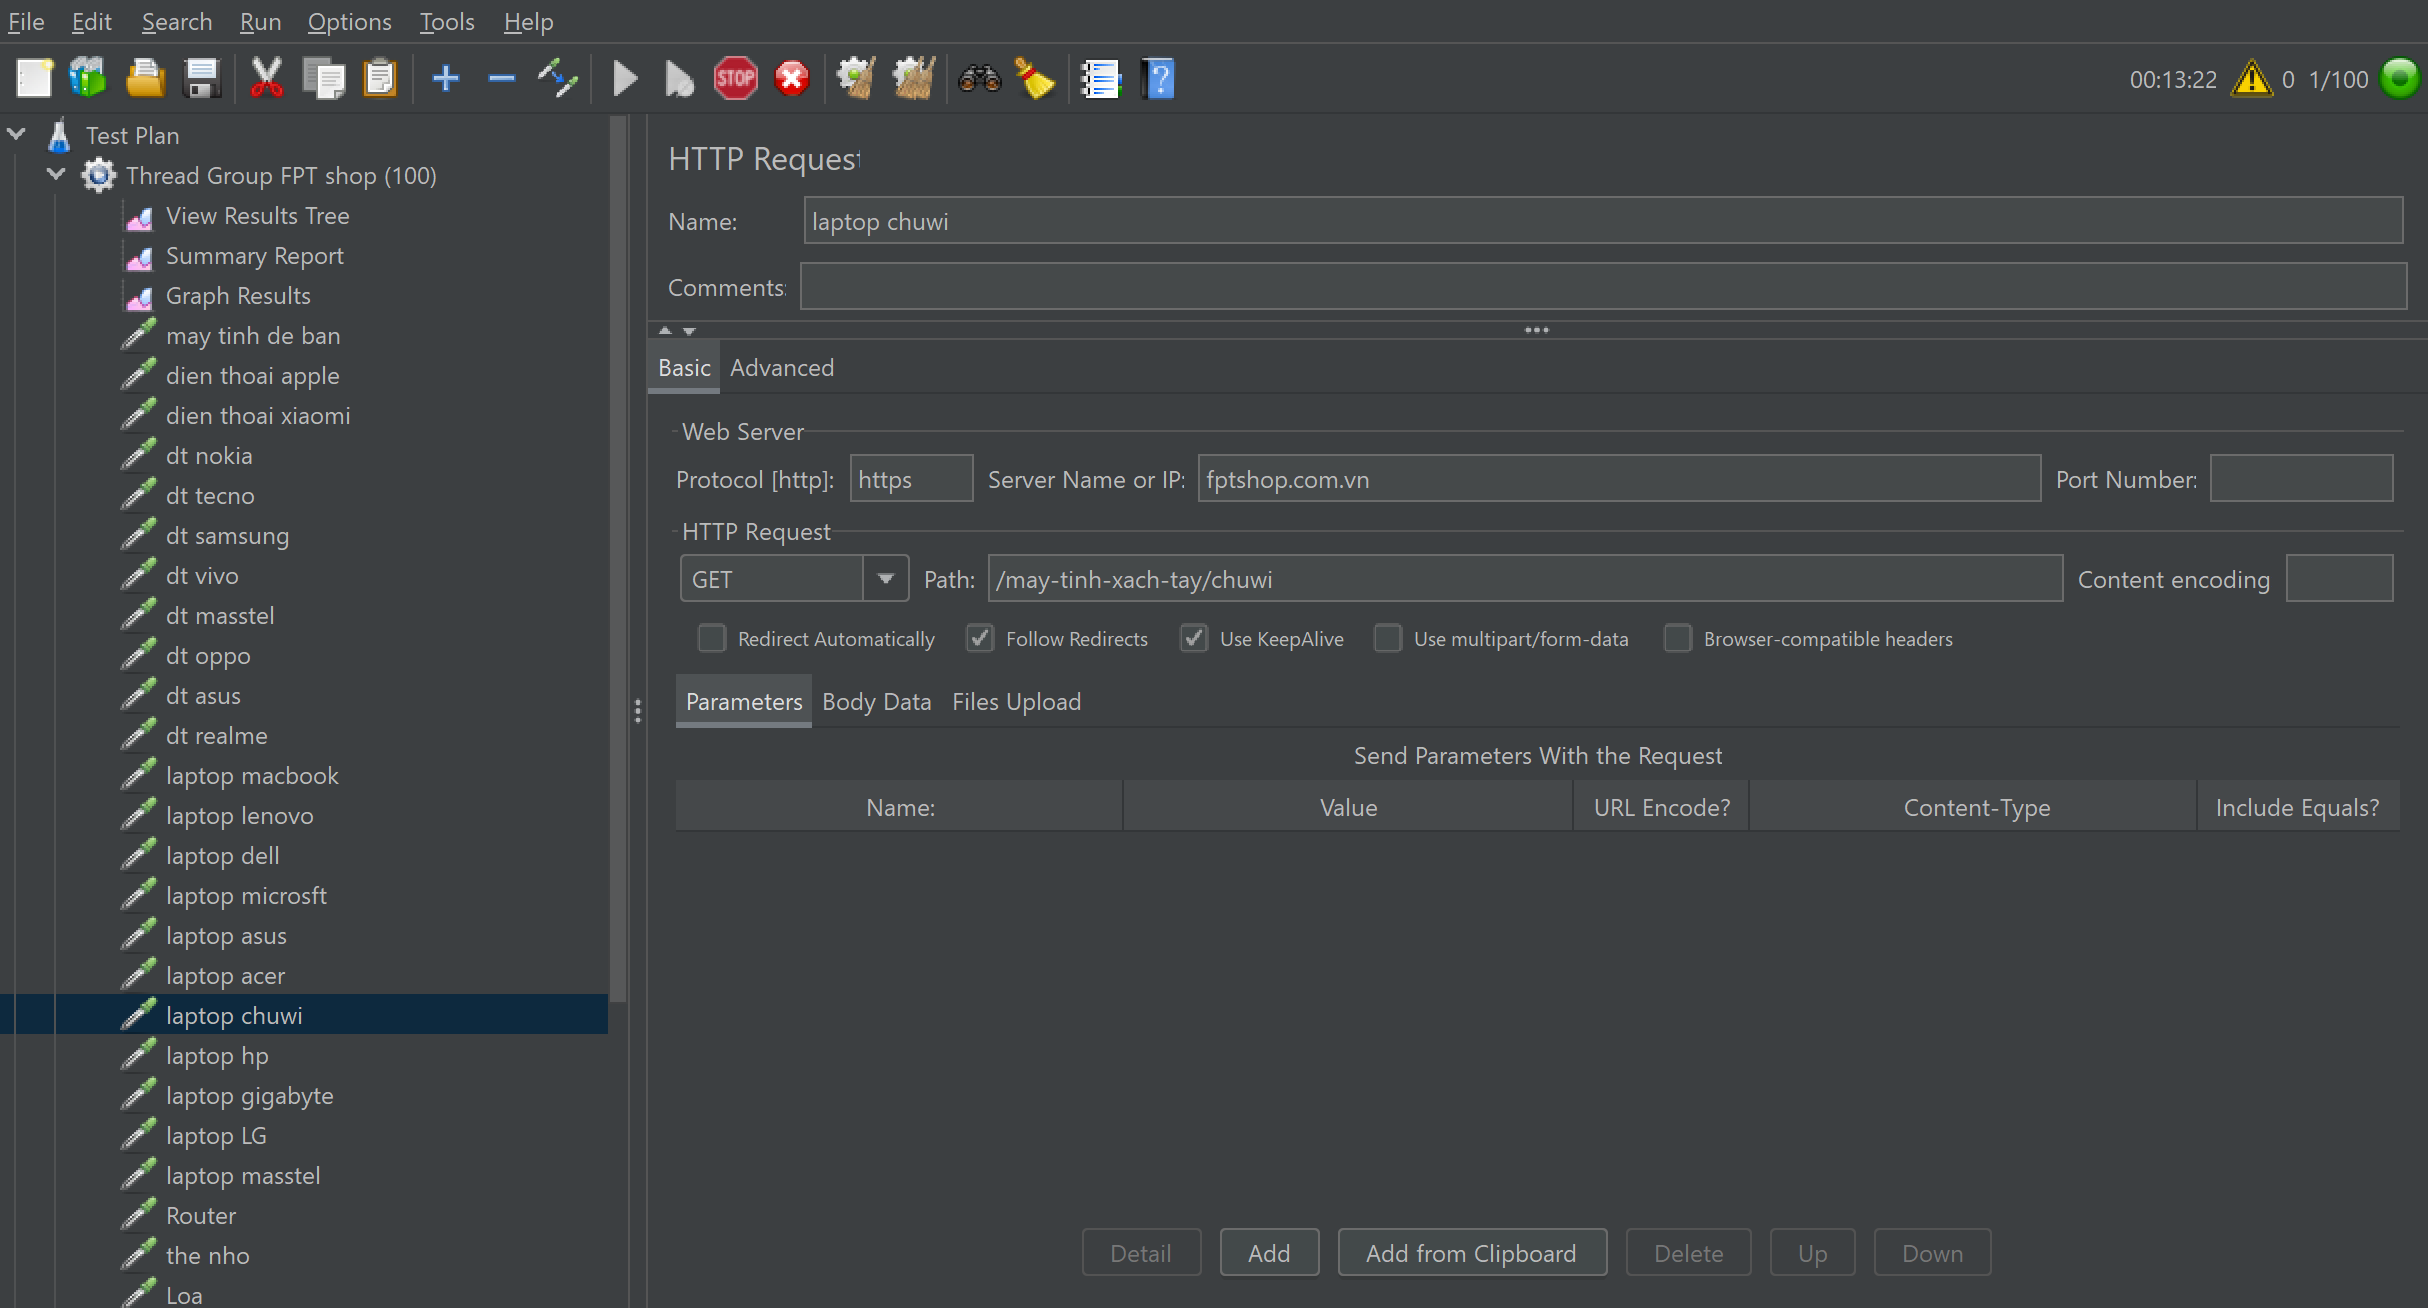 File Edit Search Run Options Tools Help
STOP
00:13:22 0 1/100
Test Plan
Thread Group FPT shop (100)
View Results Tree
Summary Report
Graph Results
may tinh de ban
dien thoai apple
dien thoai xiaomi
dt nokia
dt tecno
dt samsung
dt vivo
dt masstel
dt oppo
dt asus
dt realme
laptop macbook
laptop lenovo
laptop dell
laptop microsft
laptop asus
laptop acer
laptop chuwi
laptop hp
laptop gigabyte
laptop LG
laptop masstel
Router
the nho
Loa
HTTP Request
Name: laptop chuwi
Comments:
Basic Advanced
Web Server
Protocol [http]: https Server Name or IP: fptshop.com.vn Port Number:
HTTP Request
GET Path: /may-tinh-xach-tay/chuwi Content encoding
Redirect Automatically Follow Redirects Use KeepAlive Use multipart/form-data Browser-compatible headers
Parameters Body Data Files Upload
Send Parameters With the Request
Name: Value URL Encode? Content-Type Include Equals?
Detail Add Add from Clipboard Delete Up Down